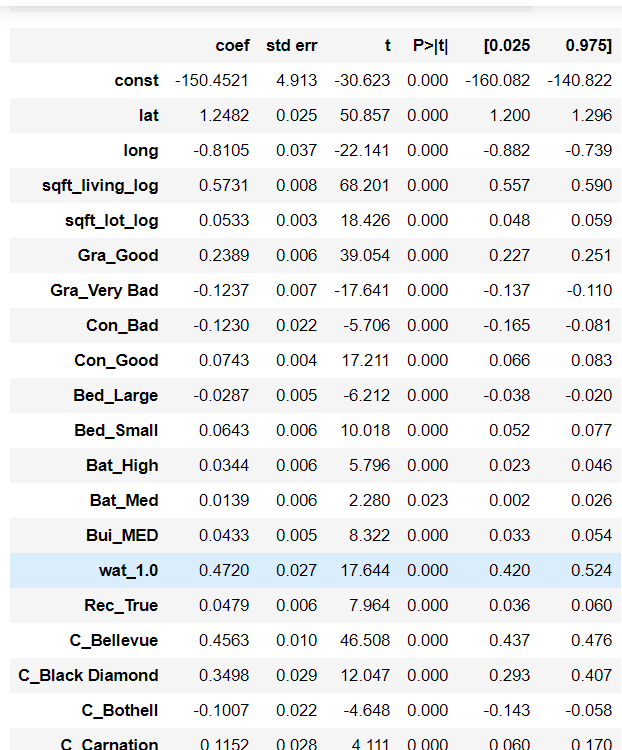 coef std err t P>|t| [0.025 0.975]
const -150.4521 4.913 -30.623 0.000 -160.082 -140.822
lat 1.2482 0.025 50.857 0.000 1.200 1.296
long -0.8105 0.037 -22.141 0.000 -0.882 -0.739
sqft_living_log 0.5731 0.008 68.201 0.000 0.557 0.590
sqft_lot_log 0.0533 0.003 18.426 0.000 0.048 0.059
Gra_Good 0.2389 0.006 39.054 0.000 0.227 0.251
Gra_Very Bad -0.1237 0.007 -17.641 0.000 -0.137 -0.110
Con_Bad -0.1230 0.022 -5.706 0.000 -0.165 -0.081
Con_Good 0.0743 0.004 17.211 0.000 0.066 0.083
Bed_Large -0.0287 0.005 -6.212 0.000 -0.038 -0.020
Bed_Small 0.0643 0.006 10.018 0.000 0.052 0.077
Bat_High 0.0344 0.006 5.796 0.000 0.023 0.046
Bat_Med 0.0139 0.006 2.280 0.023 0.002 0.026
Bui_MED 0.0433 0.005 8.322 0.000 0.033 0.054
wat_1.0 0.4720 0.027 17.644 0.000 0.420 0.524
Rec_True 0.0479 0.006 7.964 0.000 0.036 0.060
C_Bellevue 0.4563 0.010 46.508 0.000 0.437 0.476
C_Black Diamond 0.3498 0.029 12.047 0.000 0.293 0.407
C_Bothell -0.1007 0.022 -4.648 0.000 -0.143 -0.058
C_Carnation 0.1152 0.028 4.111 0.000 0.060 0.170